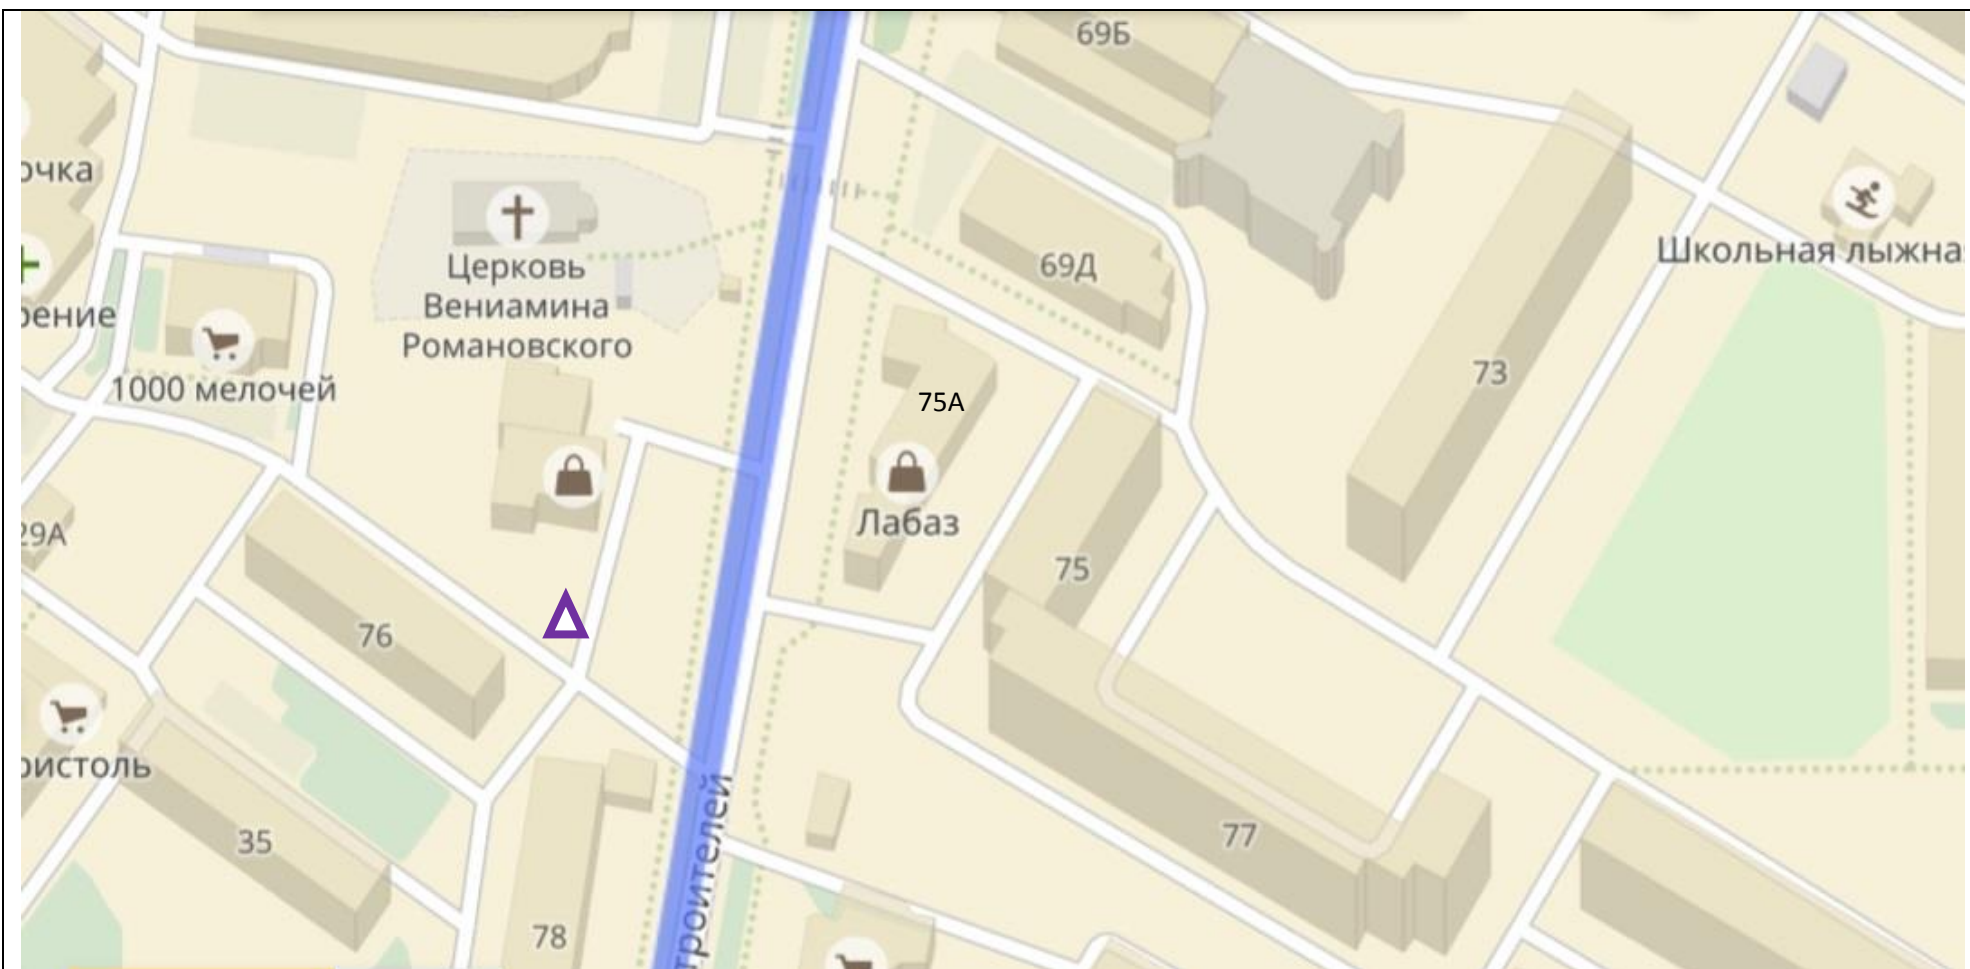 69Б
очка
Церковь
Вениамина
Романовского
69Д
Школьная лыжная
рение
1000 мелочей
73
75А
Лабаз
29А
75
76
ристоль
35
77
78
троителей